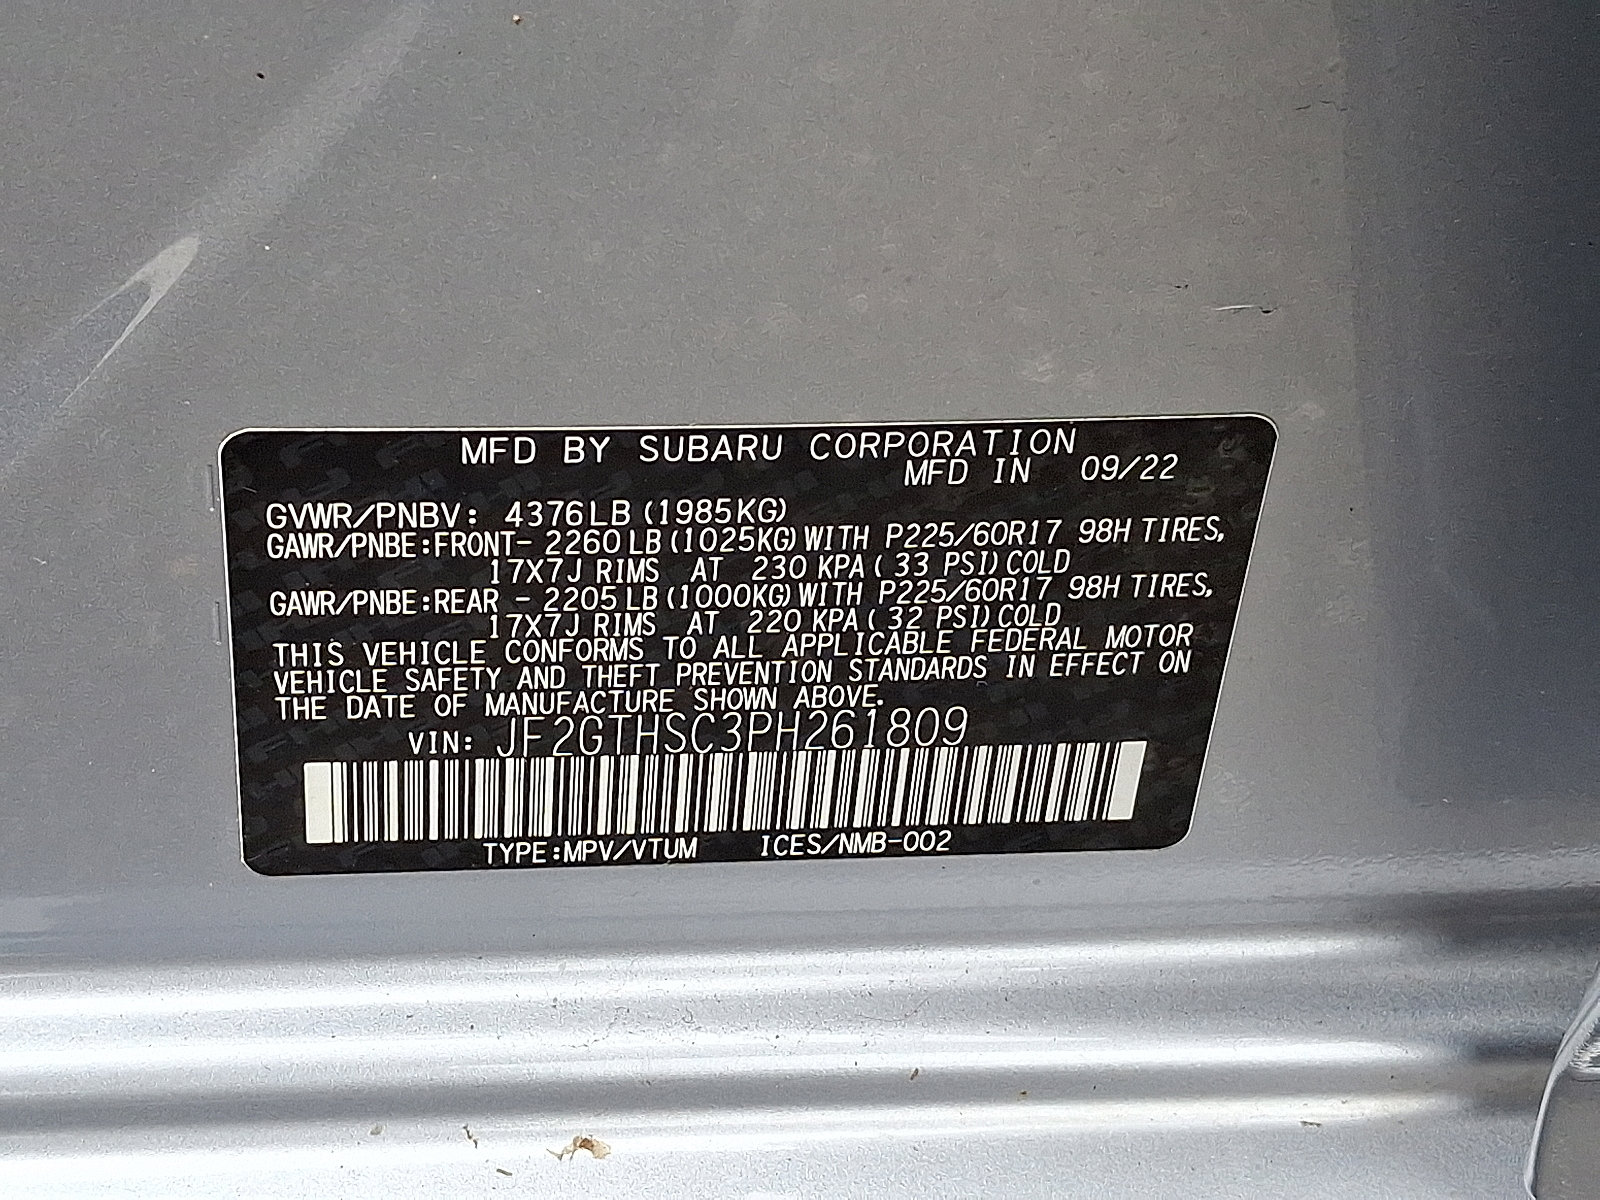 MFD BY SUBARU CORPORATION
MFD IN 09/22
GVWR/PNBV: 4376LB (1985KG)
GAWR/PNBE:FRONT- 2260 LB (1025KG) WITH P225/60R17 98H TIRES,
17X7J RIMS AT 230 KPA ( 33 PSI) COLD
GAWR/PNBE:REAR - 2205 LB (1000KG) WITH P225/60R17 98H TIRES,
17X7J RIMS AT 220 KPA ( 32 PSI) COLD
THIS VEHICLE CONFORMS TO ALL APPLICABLE FEDERAL MOTOR
VEHICLE SAFETY AND THEFT PREVENTION STANDARDS IN EFFECT ON
THE DATE OF MANUFACTURE SHOWN ABOVE.
VIN: JF2GTHSC3PH261809
TYPE:MPV/VTUM ICES/NMB-002